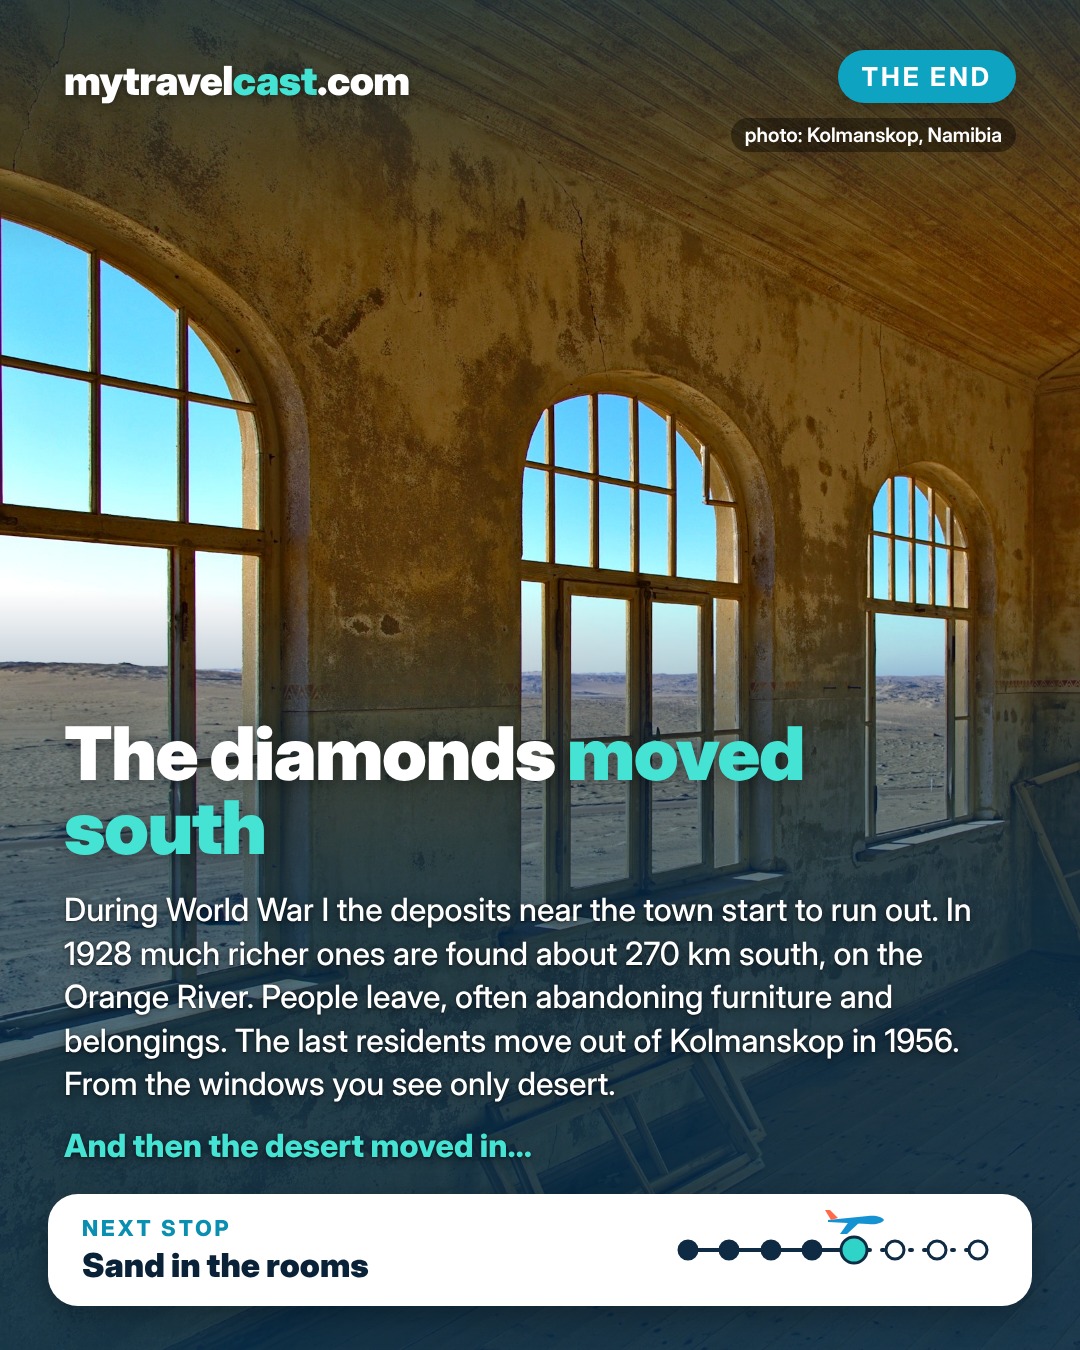 mytravelcast.com
THE END
photo: Kolmanskop, Namibia
The diamonds moved
south
During World War I the deposits near the town start to run out. In
1928 much richer ones are found about 270 km south, on the
Orange River. People leave, often abandoning furniture and
belongings. The last residents move out of Kolmanskop in 1956.
From the windows you see only desert.
And then the desert moved in...
NEXT STOP
Sand in the rooms